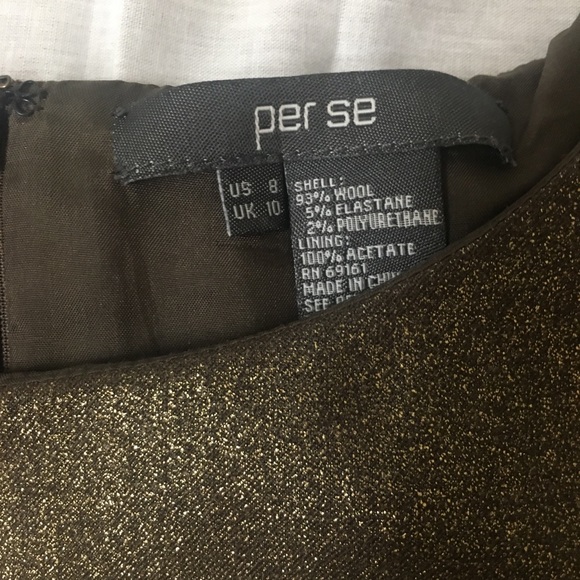 per se
US 8
UK 10
SHELL:
93% WOOL
5% ELASTANE
2% POLYURETHANE
LINING:
100% ACETATE
RN 69161
MADE IN
SEE